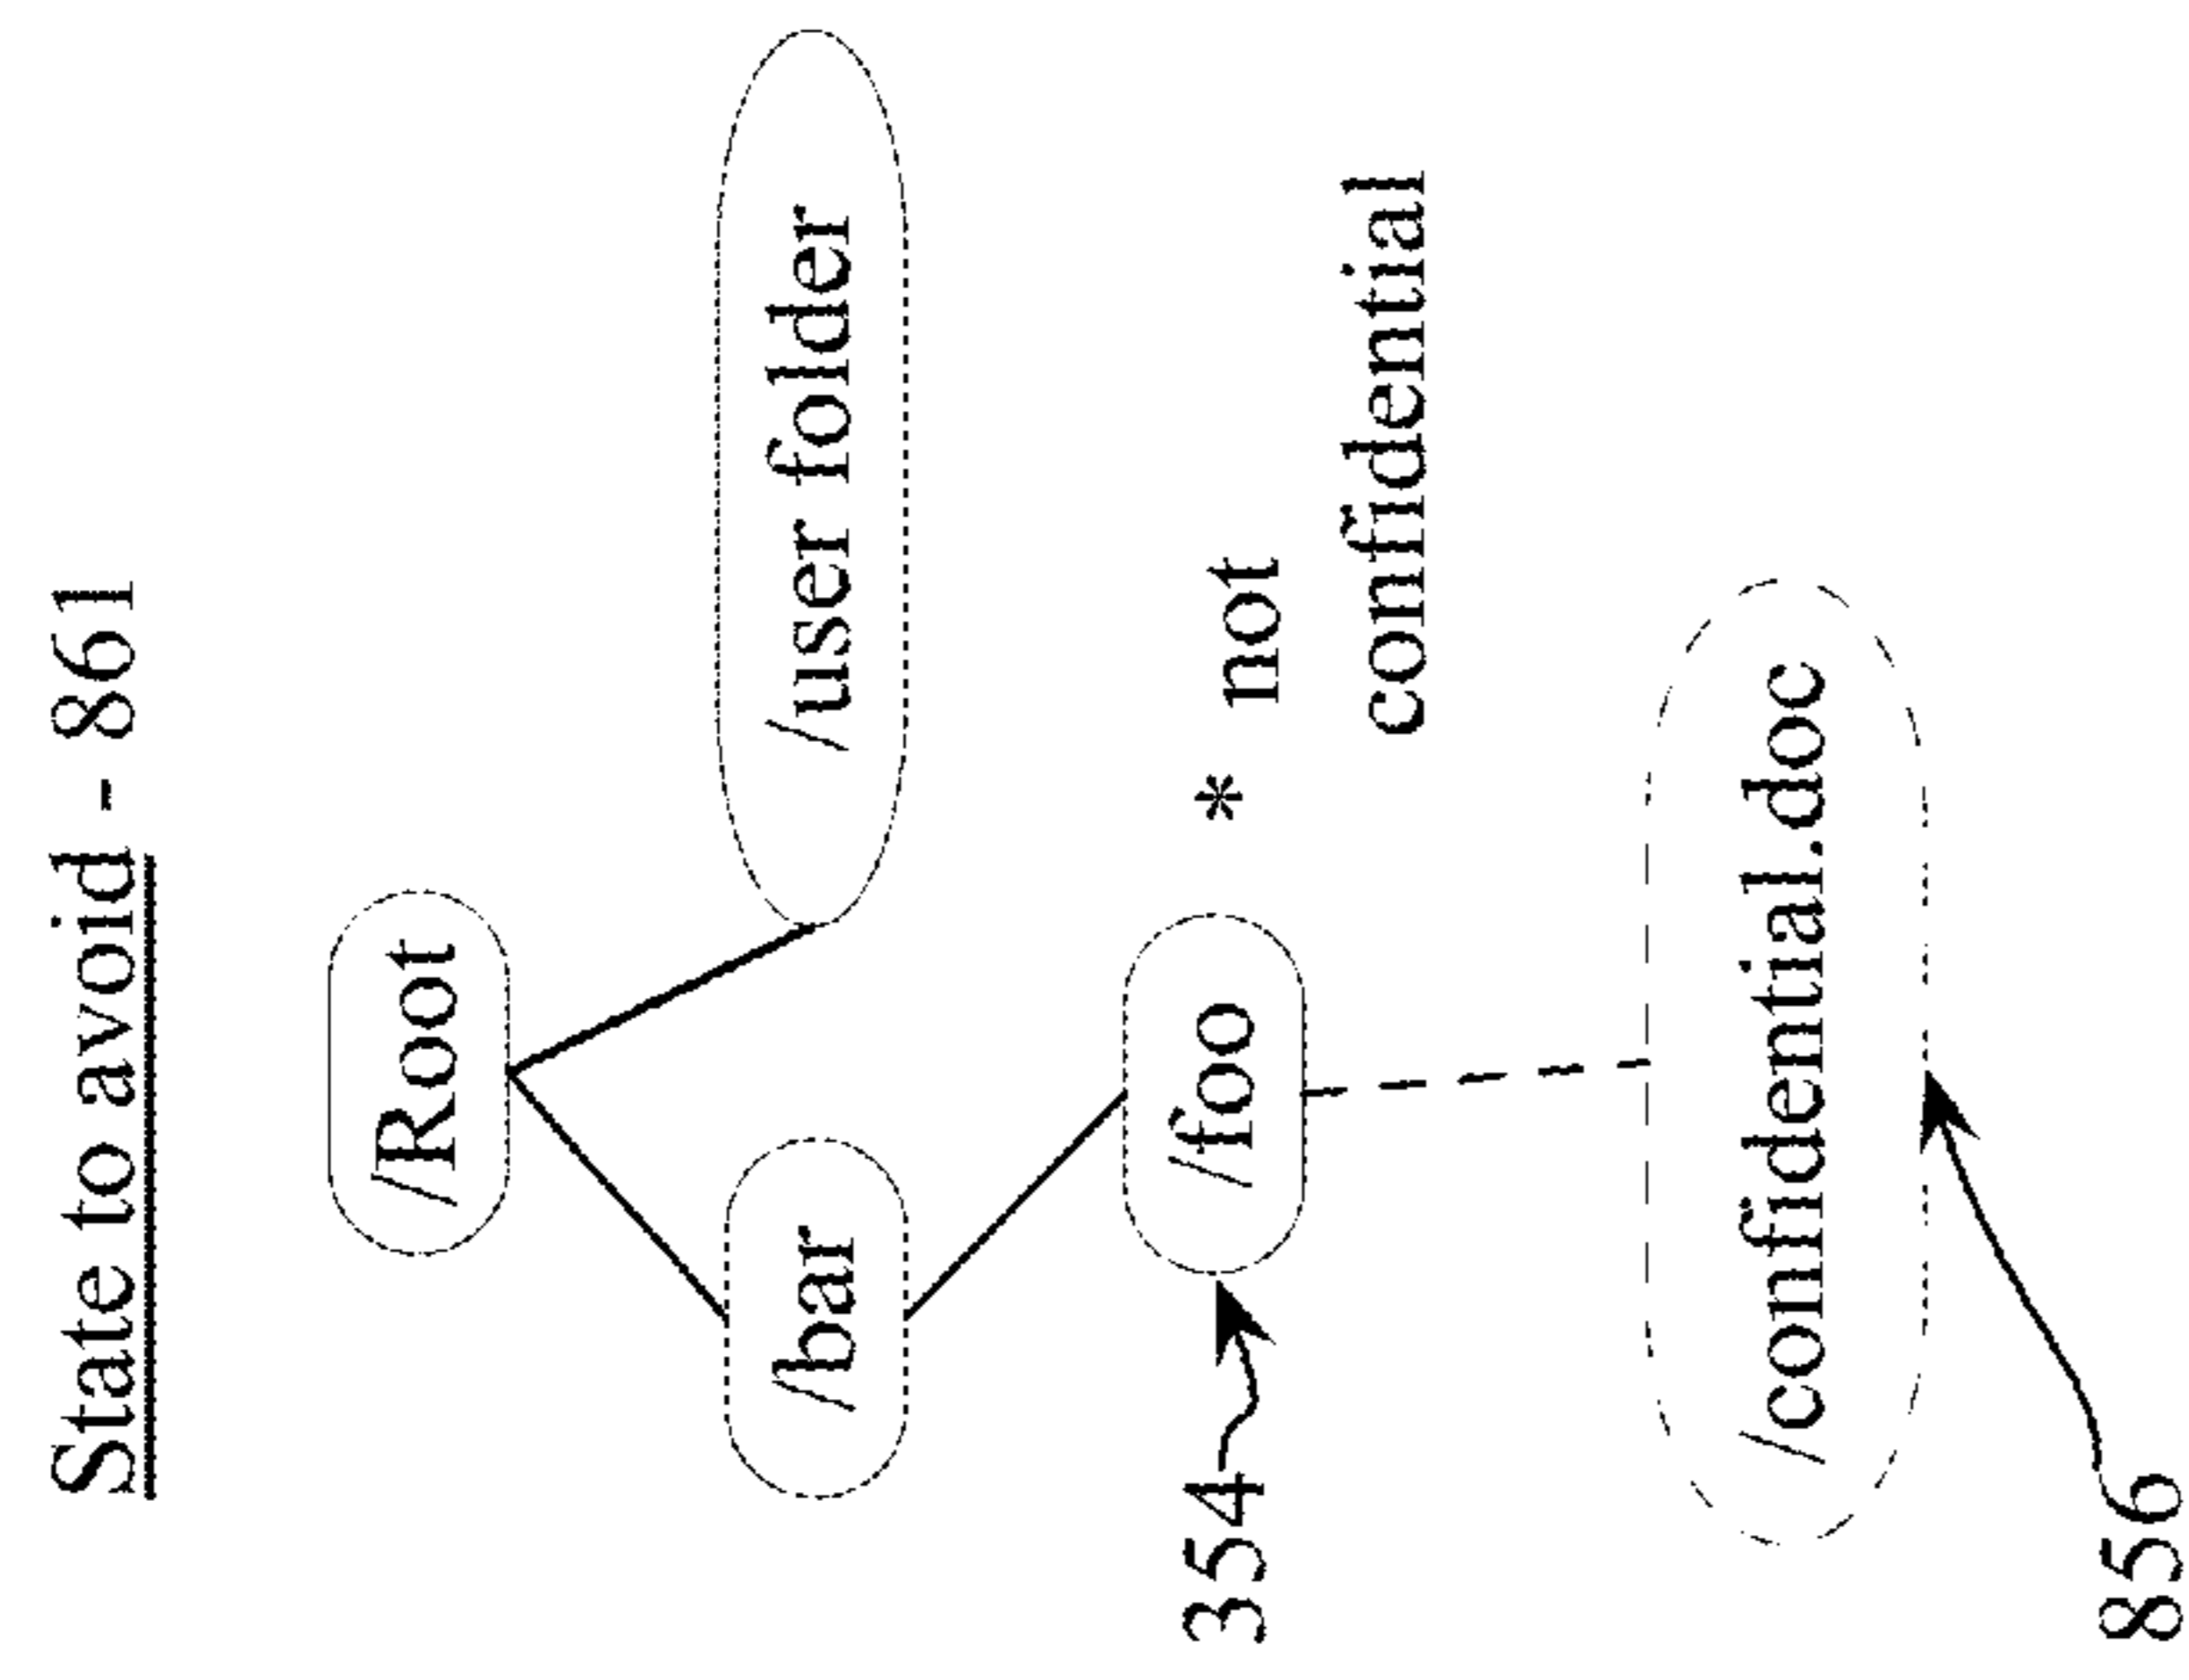 State to avoid - 861
/Root
/bar
/user folder
354
/foo
* not
confidential
/confidential.doc
856